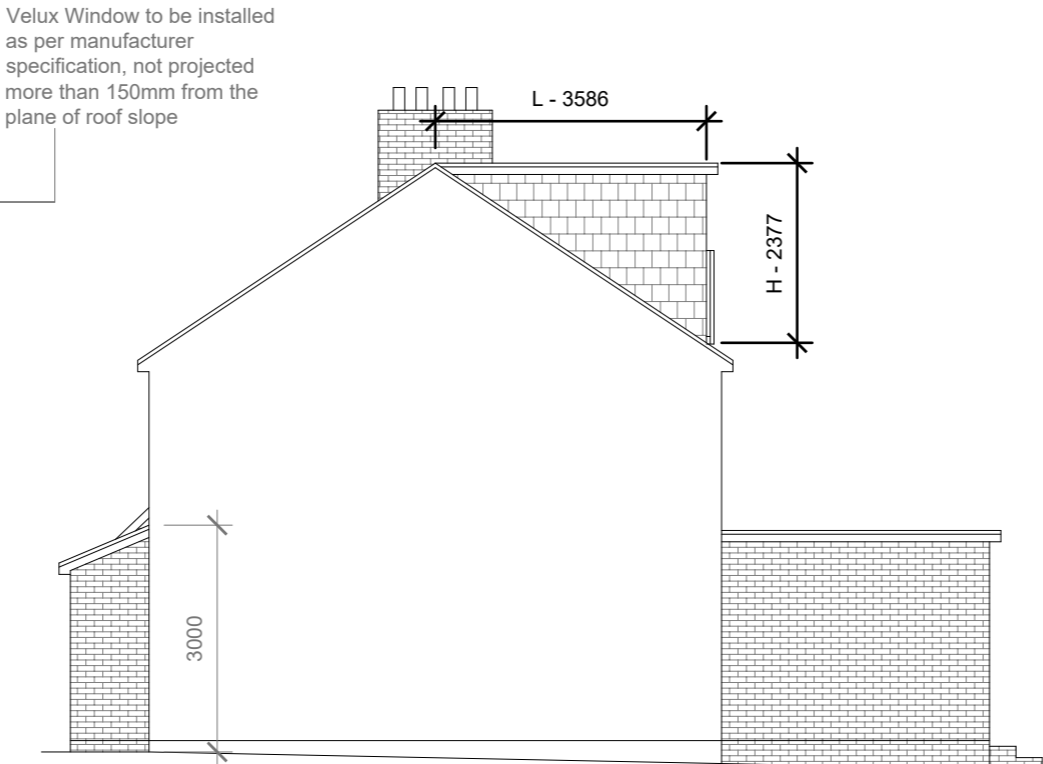 Velux Window to be installed
as per manufacturer
specification, not projected
more than 150mm from the
plane of roof slope
L - 3586
H - 2377
3000